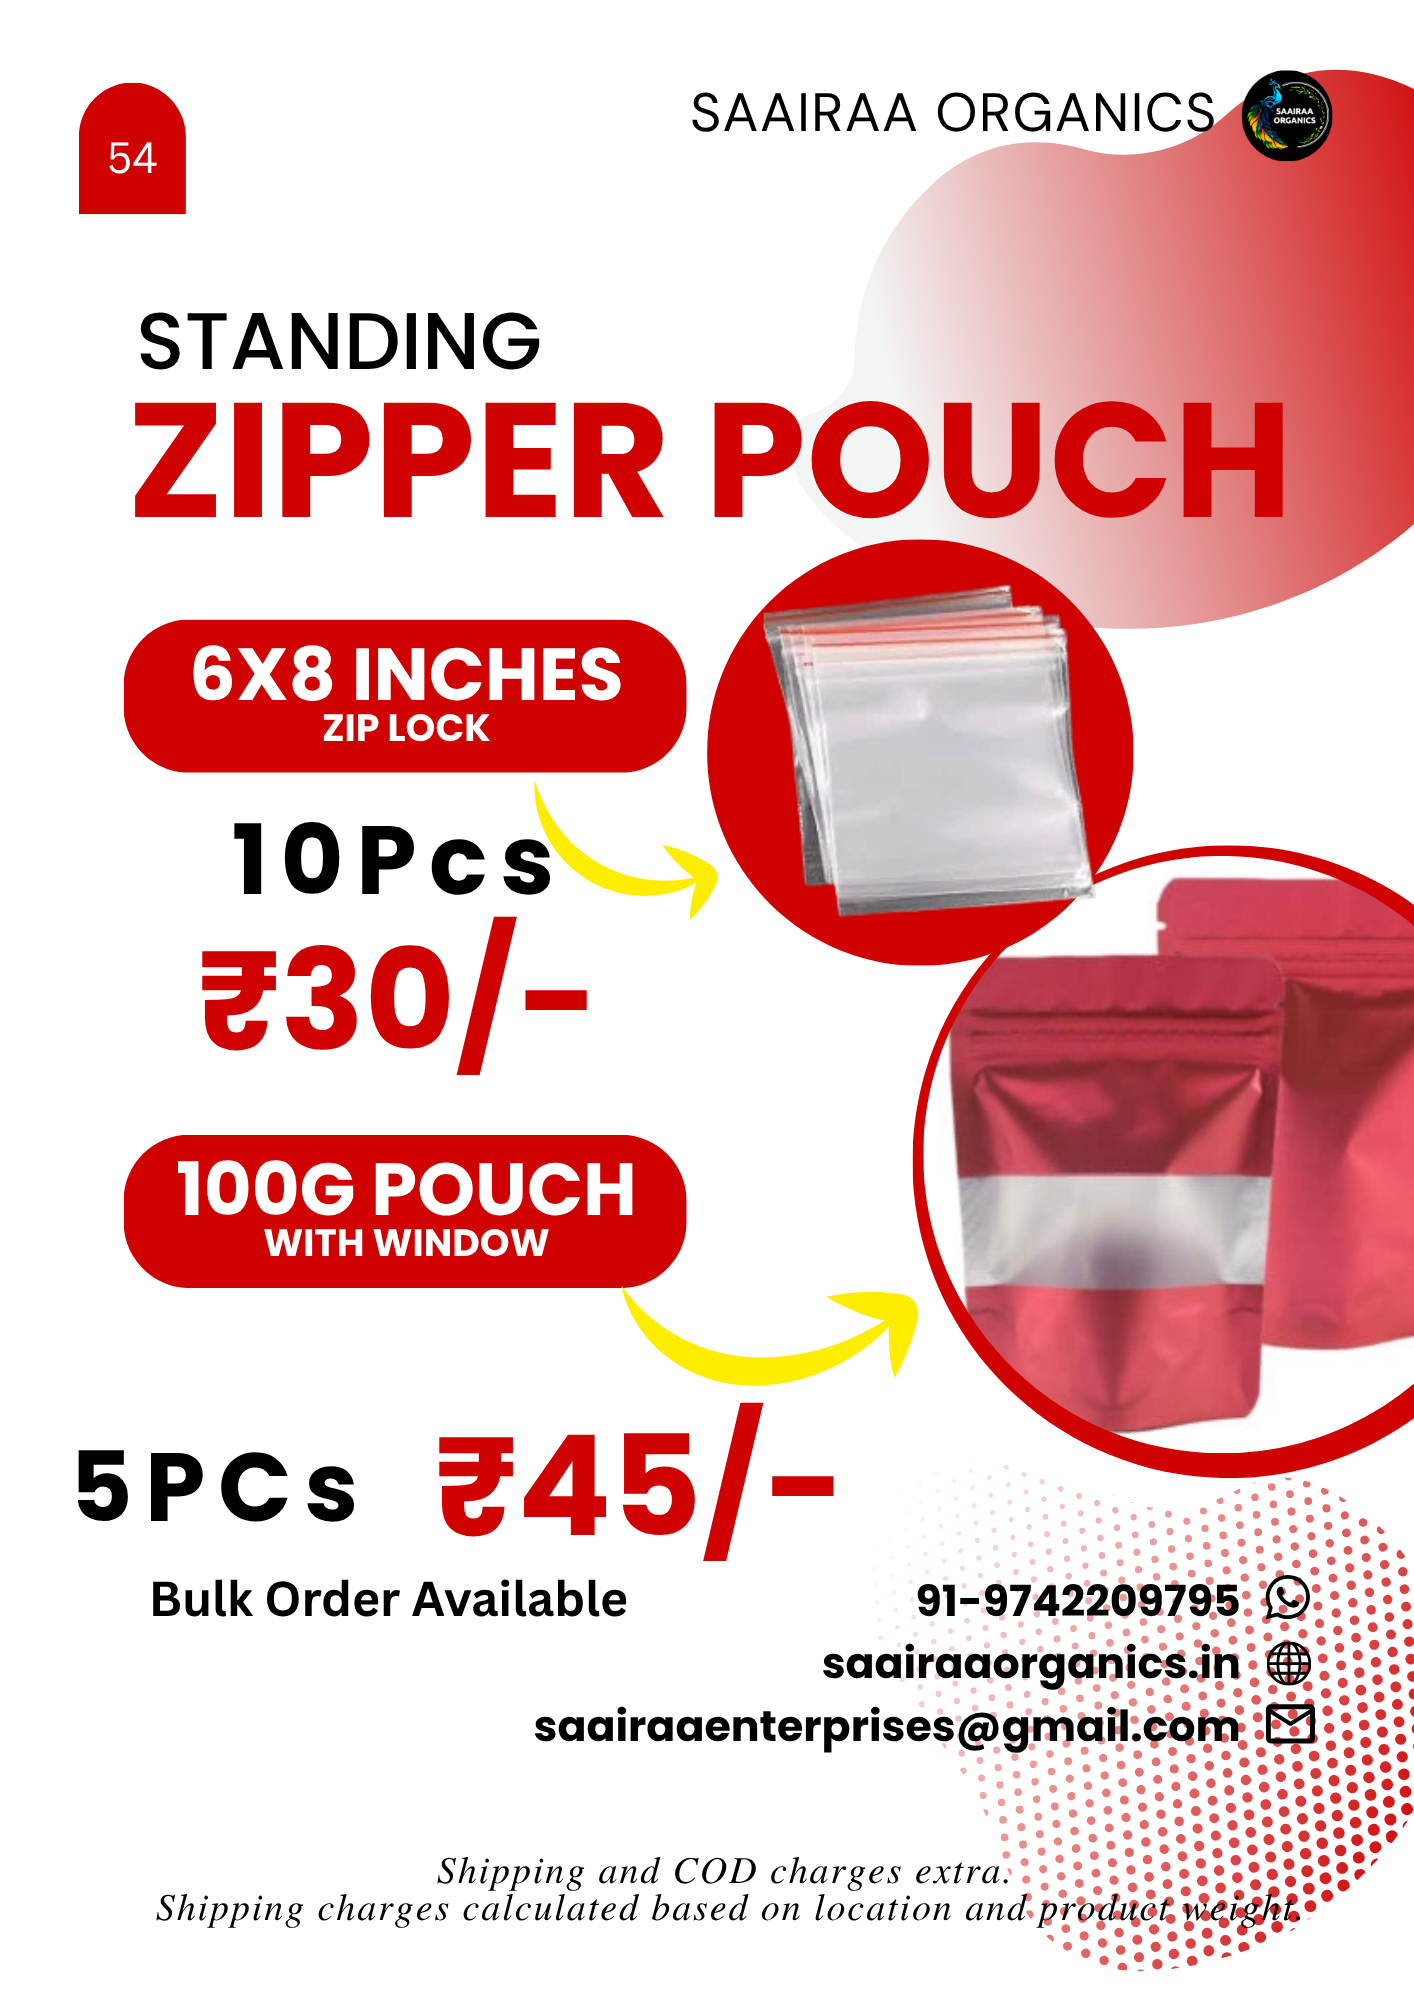 54
SAAIRAA ORGANICS
SAAIRAA
ORGANICS
STANDING
ZIPPER POUCH
6X8 INCHES
ZIP LOCK
10Pcs
₹30/-
100G POUCH
WITH WINDOW
5PCs ₹45/-
Bulk Order Available
91-9742209795
saairaaorganics.in
saairaaenterprises@gmail.com
Shipping and COD charges extra.
Shipping charges calculated based on location and product weight.